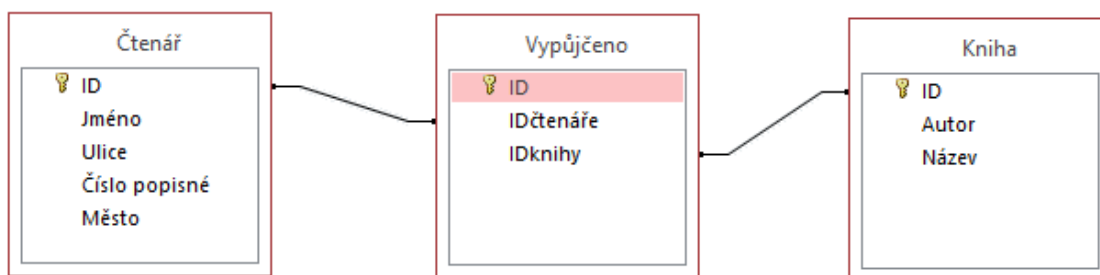 Čtenář
ID
Jméno
Ulice
Číslo popisné
Město
Vypůjčeno
ID
IDčtenáře
IDknihy
Kniha
ID
Autor
Název